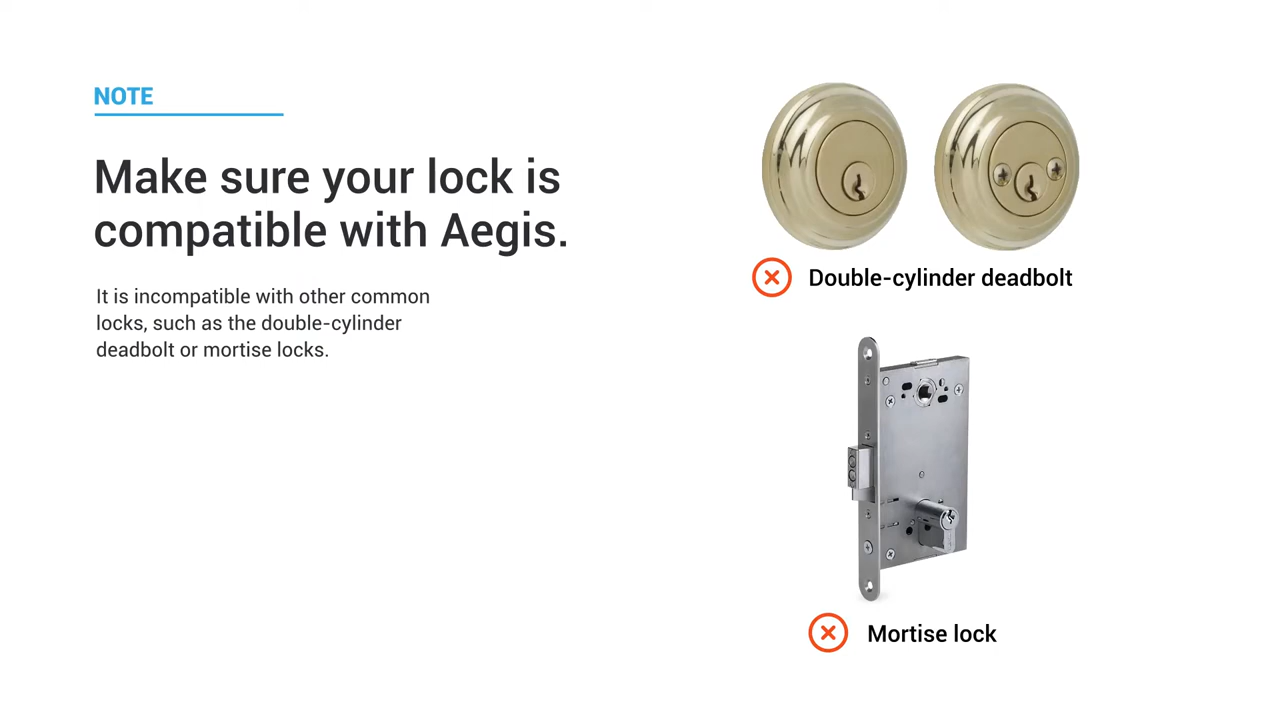 NOTE
Make sure your lock is
compatible with Aegis.
It is incompatible with other common
locks, such as the double-cylinder
deadbolt or mortise locks.
Double-cylinder deadbolt
Mortise lock